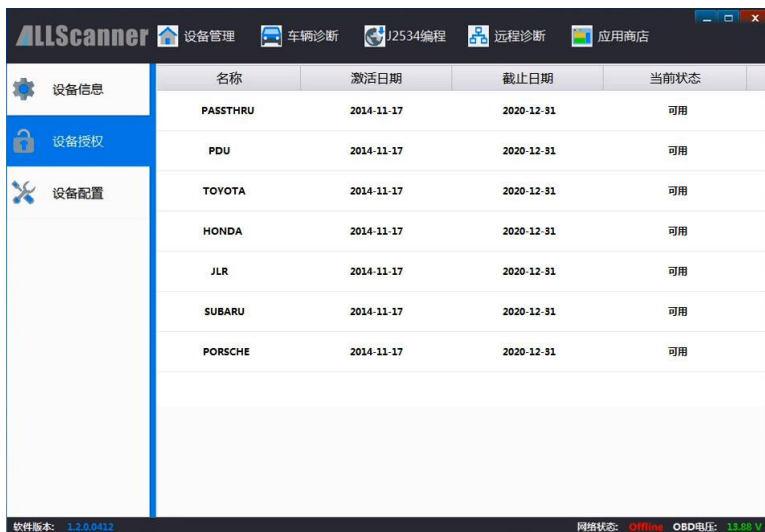 ALLScanner 设备管理 车辆诊断 J2534编程 远程诊断 应用商店
设备信息
设备授权
设备配置
名称 激活日期 截止日期 当前状态
PASSTHRU 2014-11-17 2020-12-31 可用
PDU 2014-11-17 2020-12-31 可用
TOYOTA 2014-11-17 2020-12-31 可用
HONDA 2014-11-17 2020-12-31 可用
JLR 2014-11-17 2020-12-31 可用
SUBARU 2014-11-17 2020-12-31 可用
PORSCHE 2014-11-17 2020-12-31 可用
软件版本: 1.2.0.0412 网络状态: Offline OBD电压: 13.88 V